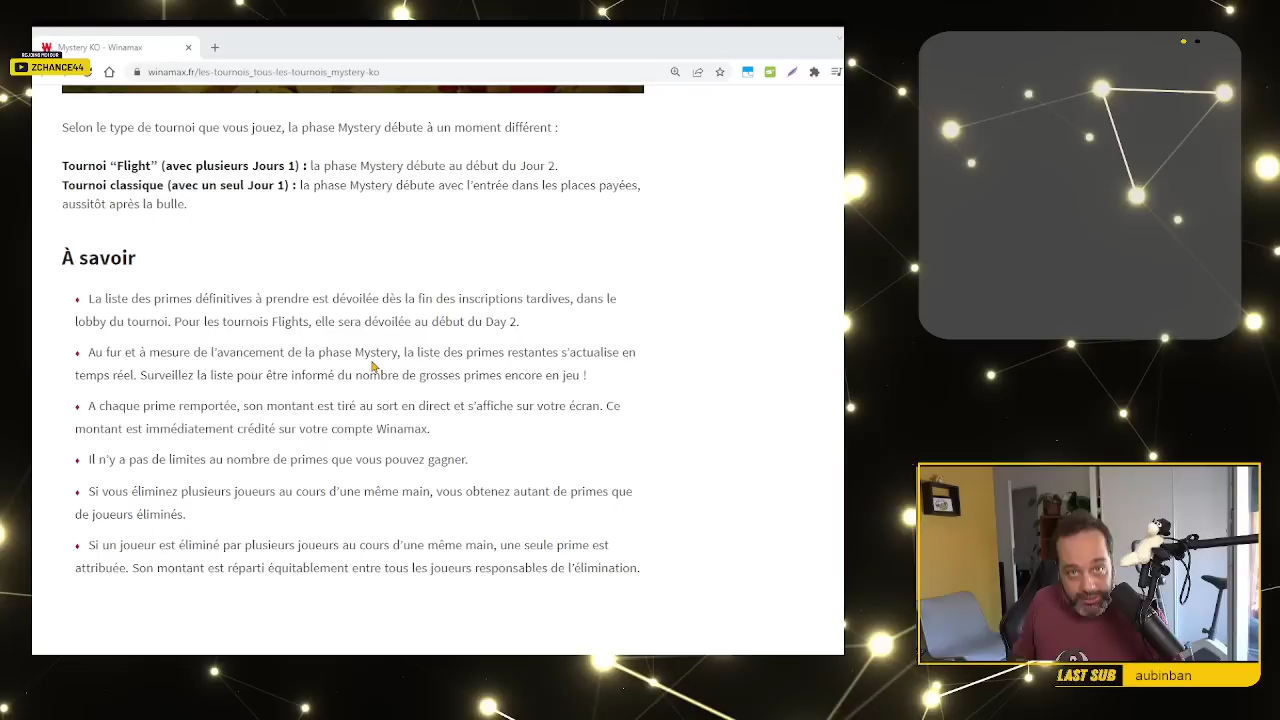 Mystery KO - Winamax
REJOINS MOI SUR
ZCHANCE44
winamax.fr/les-tournois_tous-les-tournois_mystery-ko
Selon le type de tournoi que vous jouez, la phase Mystery débute à un moment différent :
Tournoi “Flight” (avec plusieurs Jours 1) : la phase Mystery débute au début du Jour 2.
Tournoi classique (avec un seul Jour 1) : la phase Mystery débute avec l’entrée dans les places payées,
aussitôt après la bulle.
À savoir
La liste des primes définitives à prendre est dévoilée dès la fin des inscriptions tardives, dans le
lobby du tournoi. Pour les tournois Flights, elle sera dévoilée au début du Day 2.
Au fur et à mesure de l’avancement de la phase Mystery, la liste des primes restantes s’actualise en
temps réel. Surveillez la liste pour être informé du nombre de grosses primes encore en jeu !
A chaque prime remportée, son montant est tiré au sort en direct et s’affiche sur votre écran. Ce
montant est immédiatement crédité sur votre compte Winamax.
Il n’y a pas de limites au nombre de primes que vous pouvez gagner.
Si vous éliminez plusieurs joueurs au cours d’une même main, vous obtenez autant de primes que
de joueurs éliminés.
Si un joueur est éliminé par plusieurs joueurs au cours d’une même main, une seule prime est
attribuée. Son montant est réparti équitablement entre tous les joueurs responsables de l’élimination.
LAST SUB
aubinban